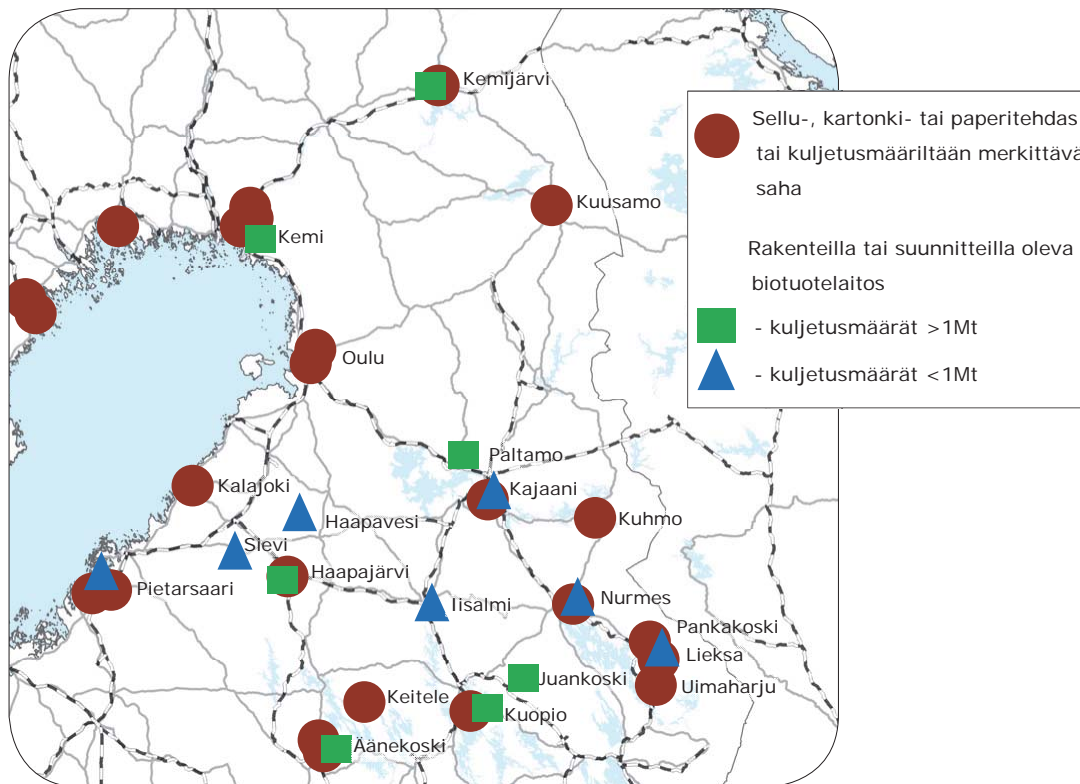 Kemijärvi
Kuusamo
Kemi
Oulu
Paltamo
Kajaani
Kalajoki
Haapavesi
Kuhmo
Sievi
Haapajärvi
Pietarsaari
Iisalmi
Nurmes
Pankakoski
Lieksa
Juankoski
Uimaharju
Keitele
Kuopio
Äänekoski
Sellu-, kartonki- tai paperitehdas
tai kuljetusmääriltään merkittävä
saha
Rakenteilla tai suunnitteilla oleva
biotuotelaitos
- kuljetusmäärät >1Mt
- kuljetusmäärät <1Mt